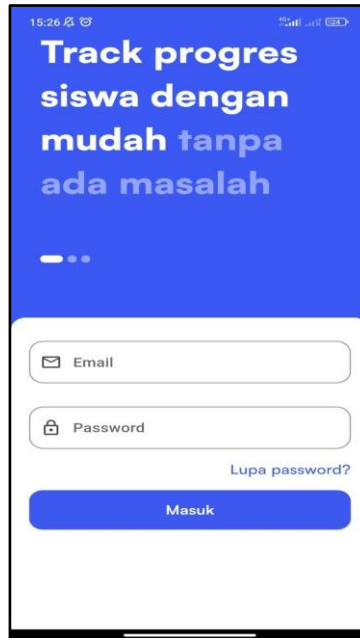 15:26
Track progres
siswa dengan
mudah tanpa
ada masalah
Email
Password
Lupa password?
Masuk